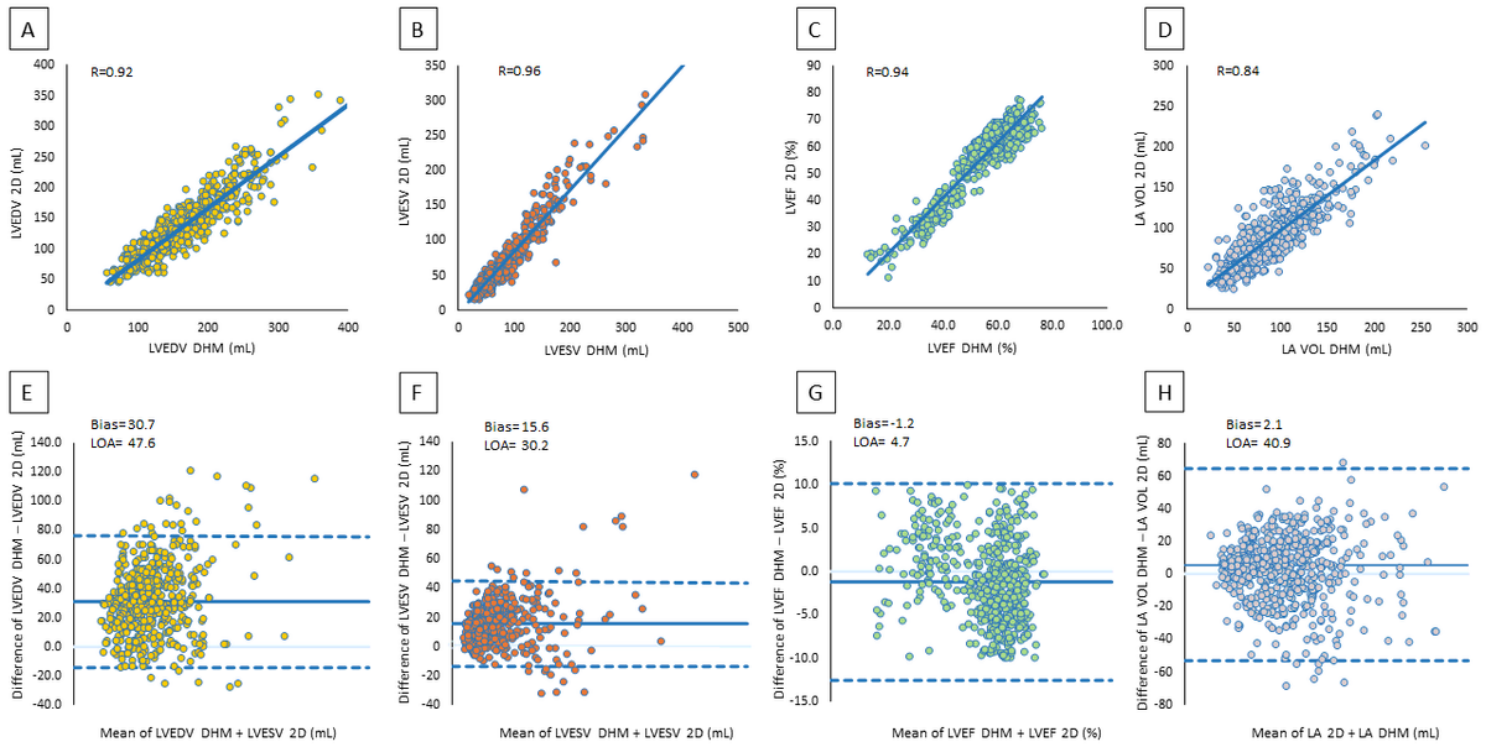 A
R=0.92
LVEDV 2D (mL)
400
350
300
250
200
150
100
50
0
0 100 200 300 400
LVEDV DHM (mL)
B
R=0.96
LVESV 2D (mL)
350
300
250
200
150
100
50
0
0 100 200 300 400 500
LVESV DHM (mL)
C
R=0.94
LVEF 2D (%)
90
80
70
60
50
40
30
20
10
0
0.0 20.0 40.0 60.0 80.0 100.0
LVEF DHM (%)
D
R=0.84
LA VOL 2D (mL)
300
250
200
150
100
50
0
0 50 100 150 200 250 300
LA VOL DHM (mL)
E
Bias=30.7
LOA= 47.6
Difference of LVEDV DHM – LVEDV 2D (mL)
140.0
120.0
100.0
80.0
60.0
40.0
20.0
0.0
-20.0
-40.0
Mean of LVEDV DHM + LVESV 2D (mL)
F
Bias=15.6
LOA= 30.2
Difference of LVESV DHM – LVESV 2D (mL)
140
120
100
80
60
40
20
0
-20
-40
Mean of LVESV DHM + LVESV 2D (mL)
G
Bias=-1.2
LOA= 4.7
Difference of LVEF DHM – LVEF 2D (%)
15.0
10.0
5.0
0.0
-5.0
-10.0
-15.0
Mean of LVEF DHM + LVEF 2D (%)
H
Bias=2.1
LOA= 40.9
Difference of LA VOL DHM – LA VOL 2D (mL)
80
60
40
20
0
-20
-40
-60
-80
Mean of LA 2D + LA DHM (mL)